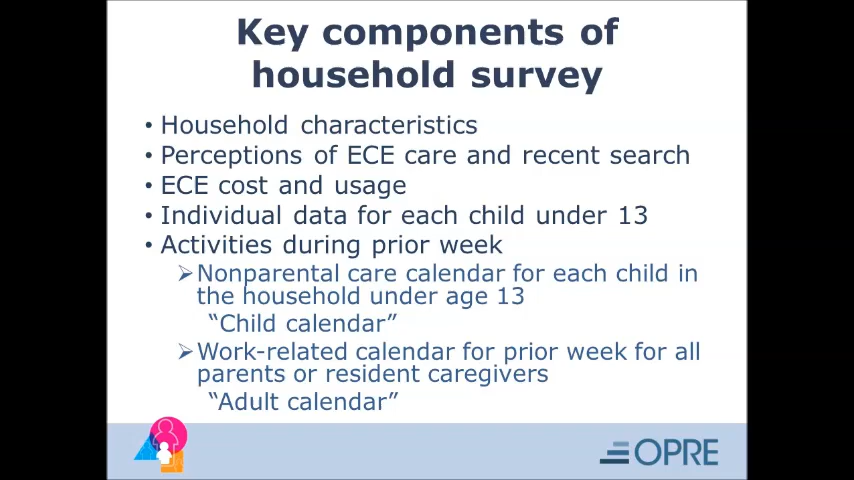 Key components of
household survey
• Household characteristics
• Perceptions of ECE care and recent search
• ECE cost and usage
• Individual data for each child under 13
• Activities during prior week
➢Nonparental care calendar for each child in
the household under age 13
“Child calendar”
➢Work-related calendar for prior week for all
parents or resident caregivers
“Adult calendar”
OPRE